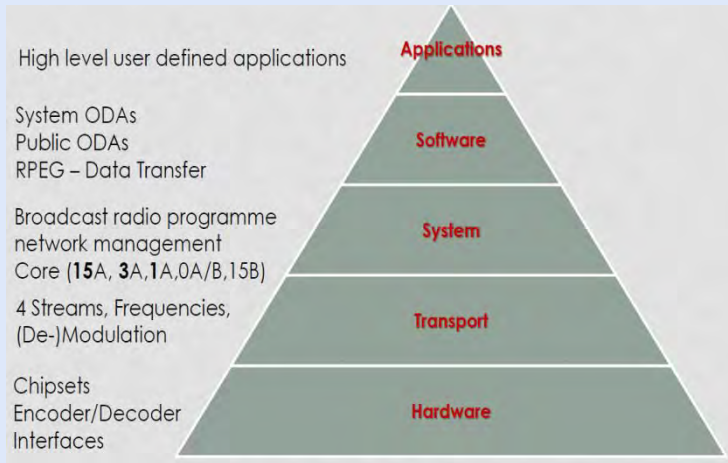 High level user defined applications
Applications
System ODAs
Public ODAs
RPEG – Data Transfer
Software
Broadcast radio programme
network management
Core (15A, 3A,1A,0A/B,15B)
System
4 Streams, Frequencies,
(De-)Modulation
Transport
Chipsets
Encoder/Decoder
Interfaces
Hardware